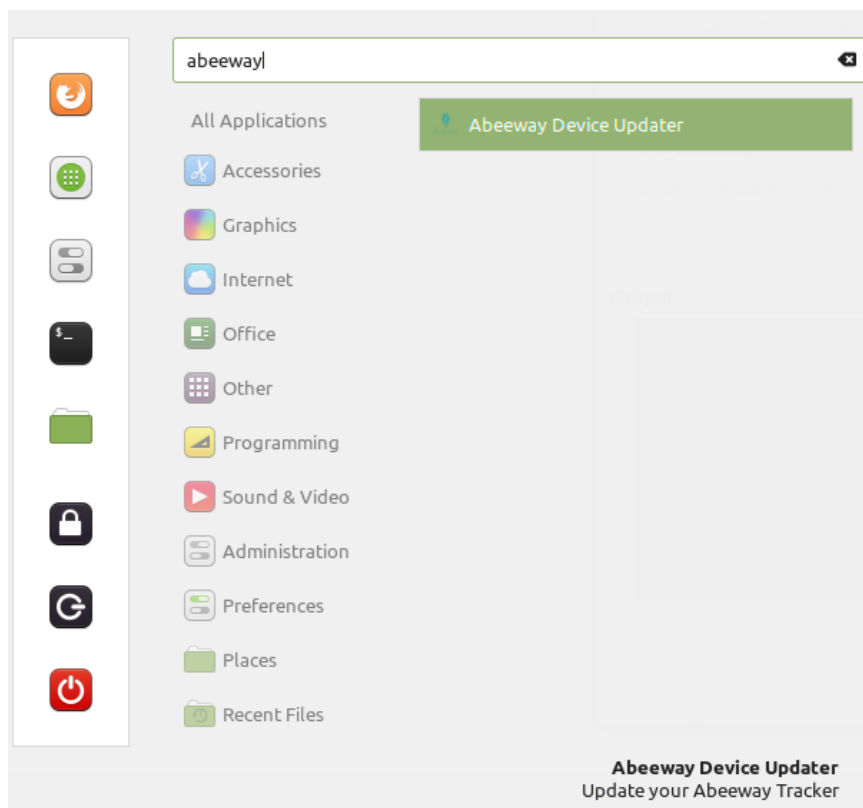 abeeway
All Applications
Abeeway Device Updater
Accessories
Graphics
Internet
Office
$_
Other
Programming
Sound & Video
Administration
Preferences
Places
Recent Files
Abeeway Device Updater
Update your Abeeway Tracker